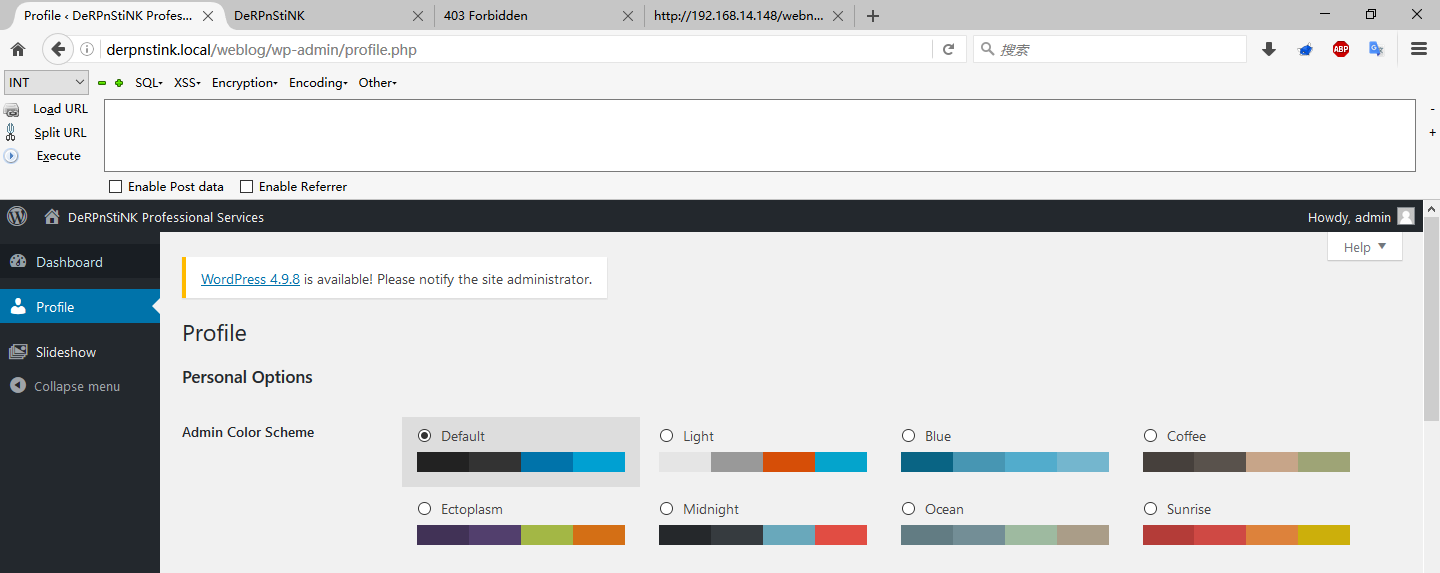 Profile ‹ DeRPnStiNK Profes... DeRPnStiNK 403 Forbidden http://192.168.14.148/webn...
derpnstink.local/weblog/wp-admin/profile.php 搜索 ABP
INT SQL XSS Encryption Encoding Other
Load URL
Split URL
Execute
Enable Post data Enable Referrer
DeRPnStiNK Professional Services Howdy, admin
Help
Dashboard
WordPress 4.9.8 is available! Please notify the site administrator.
Profile
Profile
Slideshow
Personal Options
Collapse menu
Admin Color Scheme
Default Light Blue Coffee
Ectoplasm Midnight Ocean Sunrise